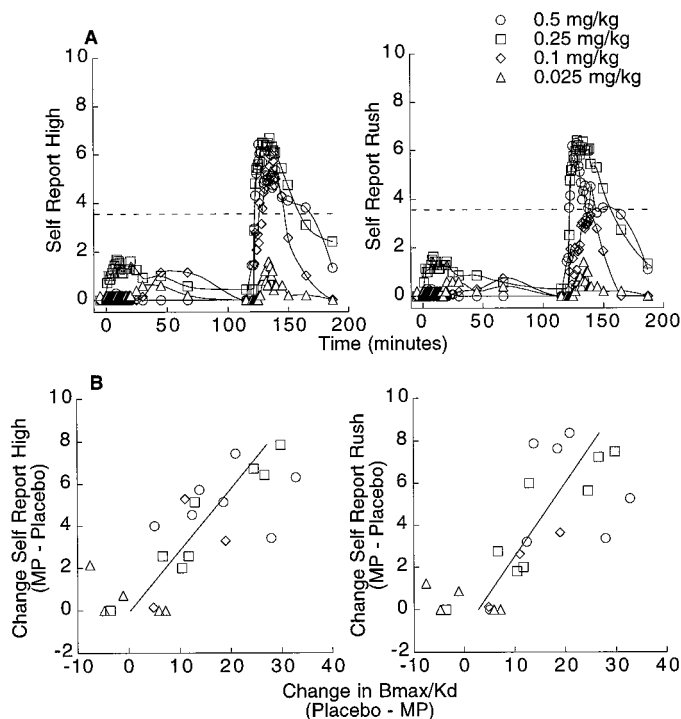 0.5 mg/kg
0.25 mg/kg
0.1 mg/kg
0.025 mg/kg
A
Self Report High
10
8
6
4
2
0
0 50 100 150 200
Self Report Rush
10
8
6
4
2
0
0 50 100 150 200
Time (minutes)
B
Change Self Report High
(MP - Placebo)
10
8
6
4
2
0
-2
-10 0 10 20 30 40
Change Self Report Rush
(MP - Placebo)
10
8
6
4
2
0
-2
-10 0 10 20 30 40
Change in Bmax/Kd
(Placebo - MP)